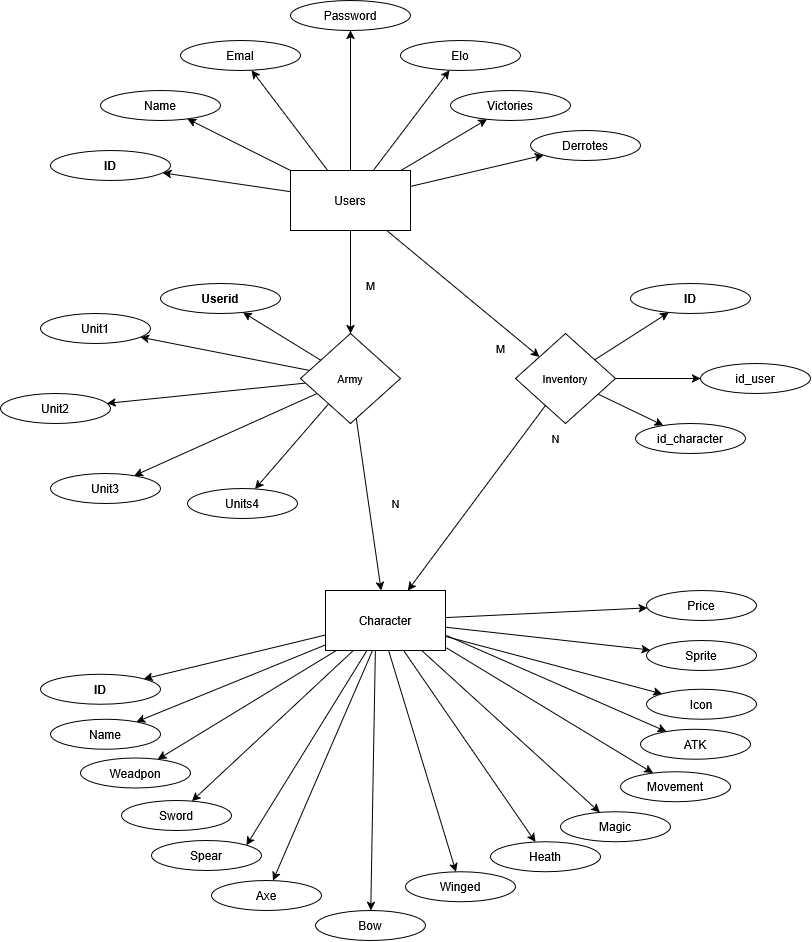 Password
Emal
Elo
Name
Victories
Derrotes
ID
Users
M
Userid
ID
Unit1
M
Army
Inventory
id_user
Unit2
N
id_character
Unit3
Units4
N
Character
Price
Sprite
ID
Icon
Name
ATK
Weadpon
Movement
Sword
Magic
Spear
Heath
Axe
Winged
Bow